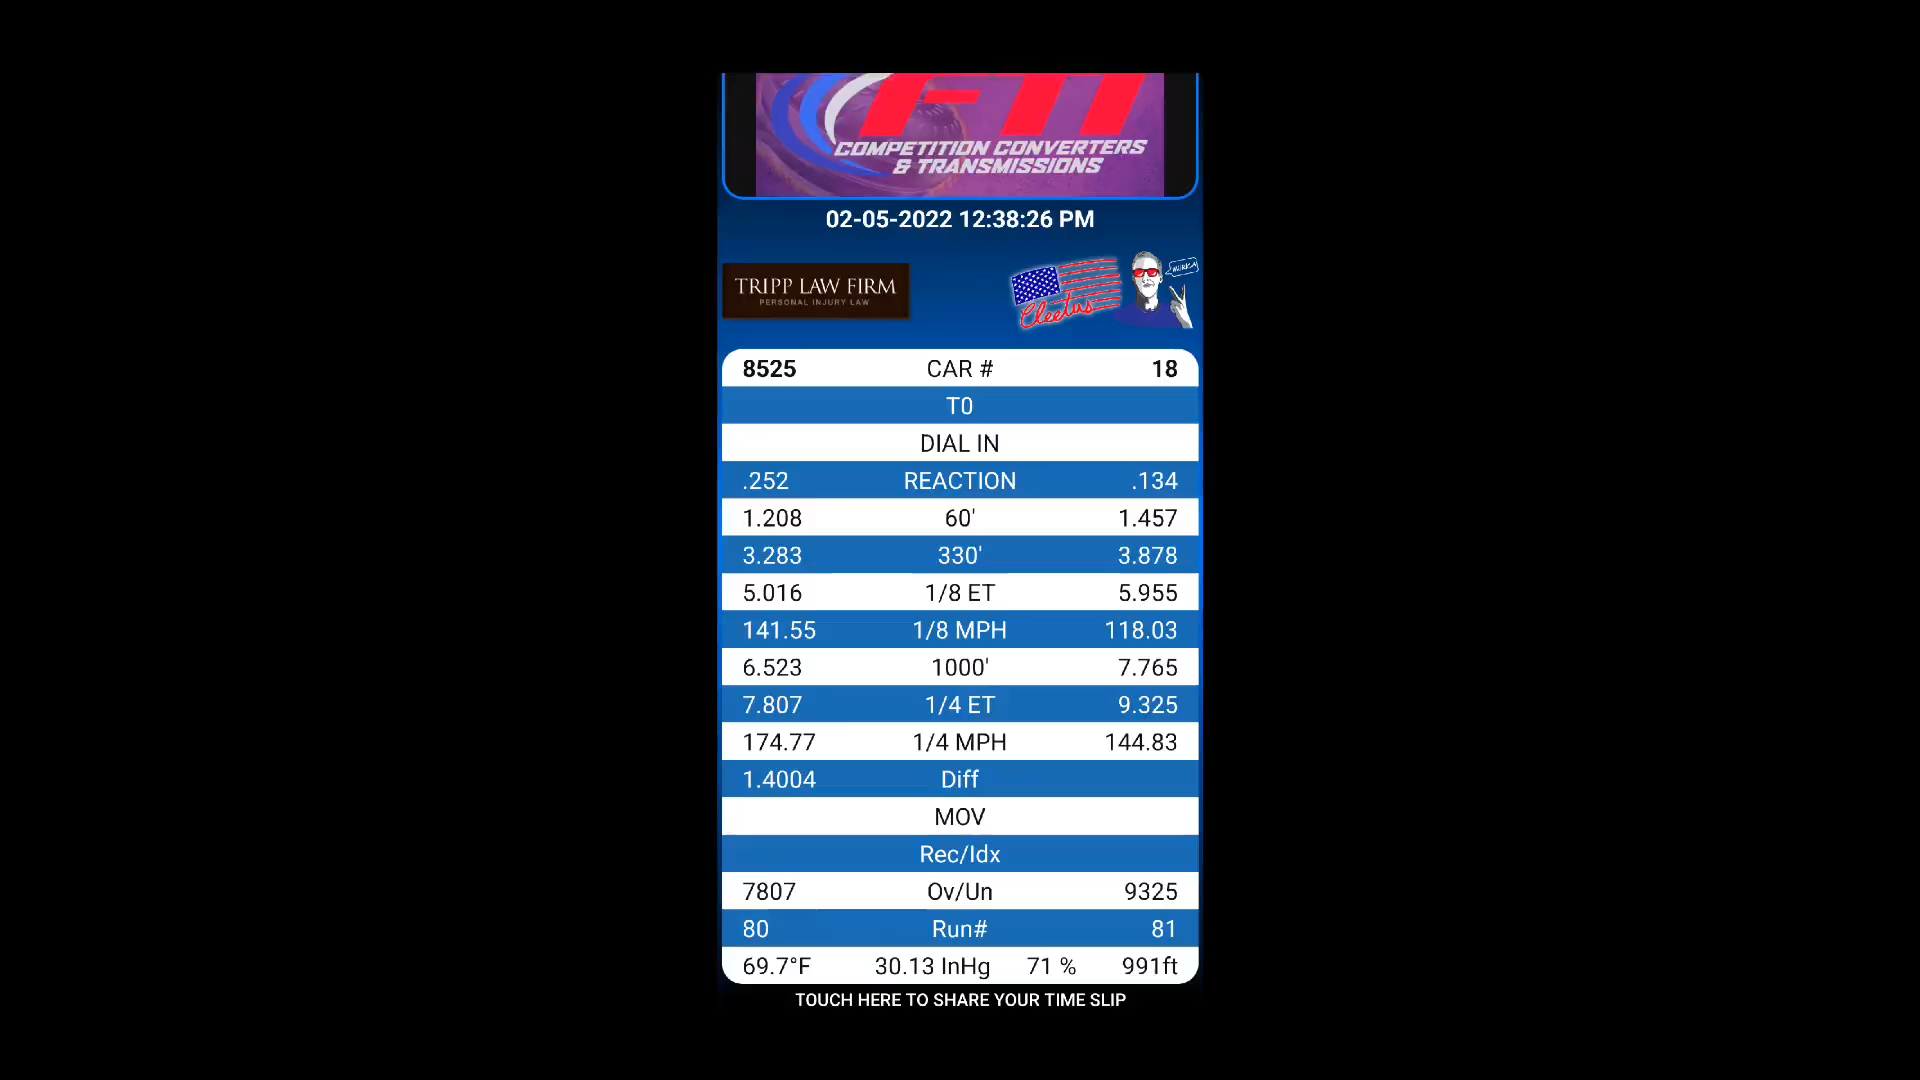 FTI
COMPETITION CONVERTERS
& TRANSMISSIONS
02-05-2022 12:38:26 PM
TRIPP LAW FIRM
PERSONAL INJURY LAW
Cleetus
'MURICA
8525 CAR # 18
T0
DIAL IN
.252 REACTION .134
1.208 60' 1.457
3.283 330' 3.878
5.016 1/8 ET 5.955
141.55 1/8 MPH 118.03
6.523 1000' 7.765
7.807 1/4 ET 9.325
174.77 1/4 MPH 144.83
1.4004 Diff
MOV
Rec/Idx
7807 Ov/Un 9325
80 Run# 81
69.7°F 30.13 InHg 71 % 991ft
TOUCH HERE TO SHARE YOUR TIME SLIP